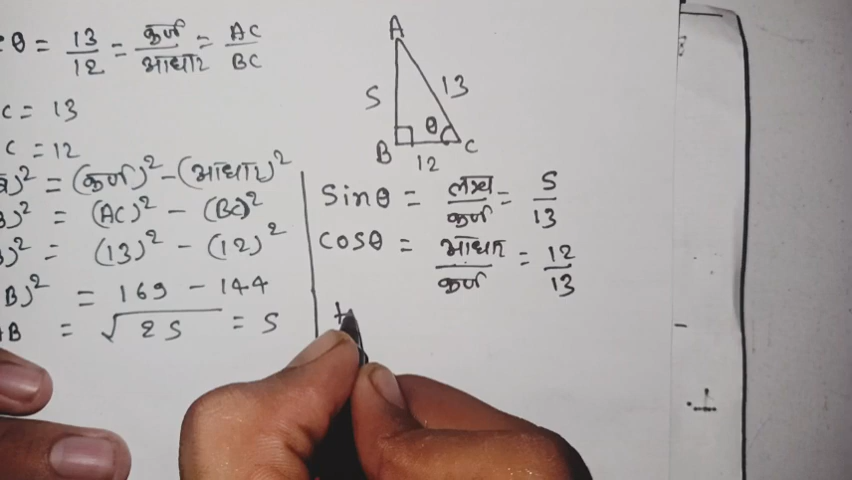 θ = 13/12 = कर्ण/आधार = AC/BC
C = 13
C = 12
)² = (कर्ण)² - (आधार)²
)² = (AC)² - (BC)²
)² = (13)² - (12)²
B)² = 169 - 144
B = √25 = 5
A
5
13
θ
B
12
C
Sinθ = लम्ब/कर्ण = 5/13
cosθ = आधार/कर्ण = 12/13
t